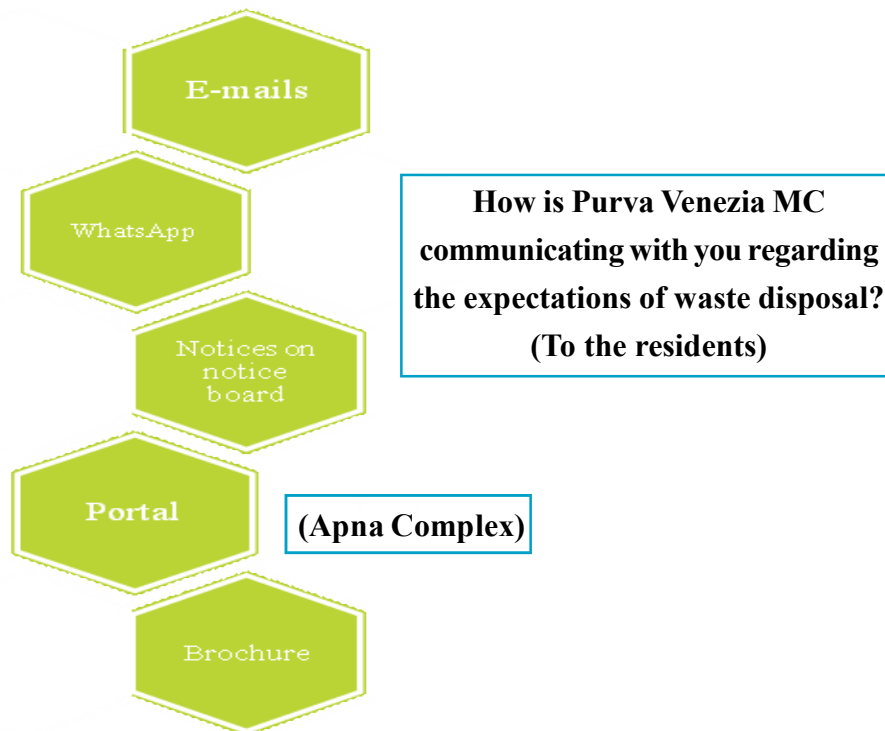 E-mails
WhatsApp
How is Purva Venezia MC
communicating with you regarding
the expectations of waste disposal?
(To the residents)
Notices on
notice
board
Portal
(Apna Complex)
Brochure